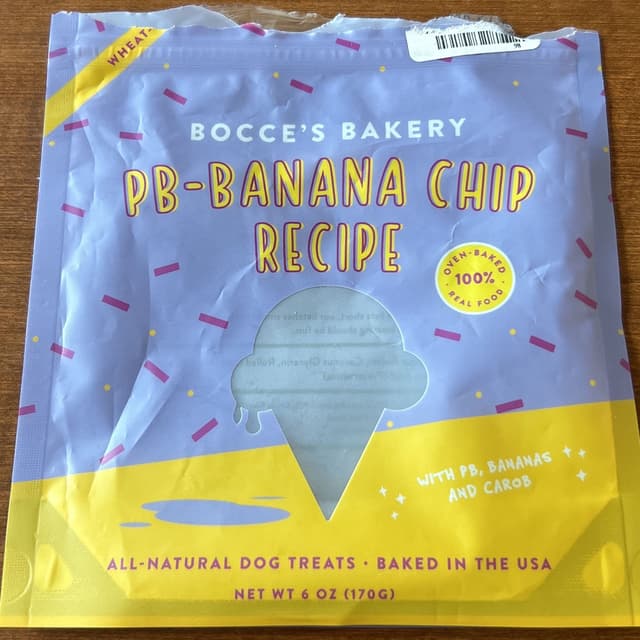 WHEAT-
BOCCE'S BAKERY
PB-BANANA CHIP
RECIPE
OVEN-BAKED
100%
REAL FOOD
WITH PB, BANANAS
AND CAROB
ALL-NATURAL DOG TREATS · BAKED IN THE USA
NET WT 6 OZ (170G)